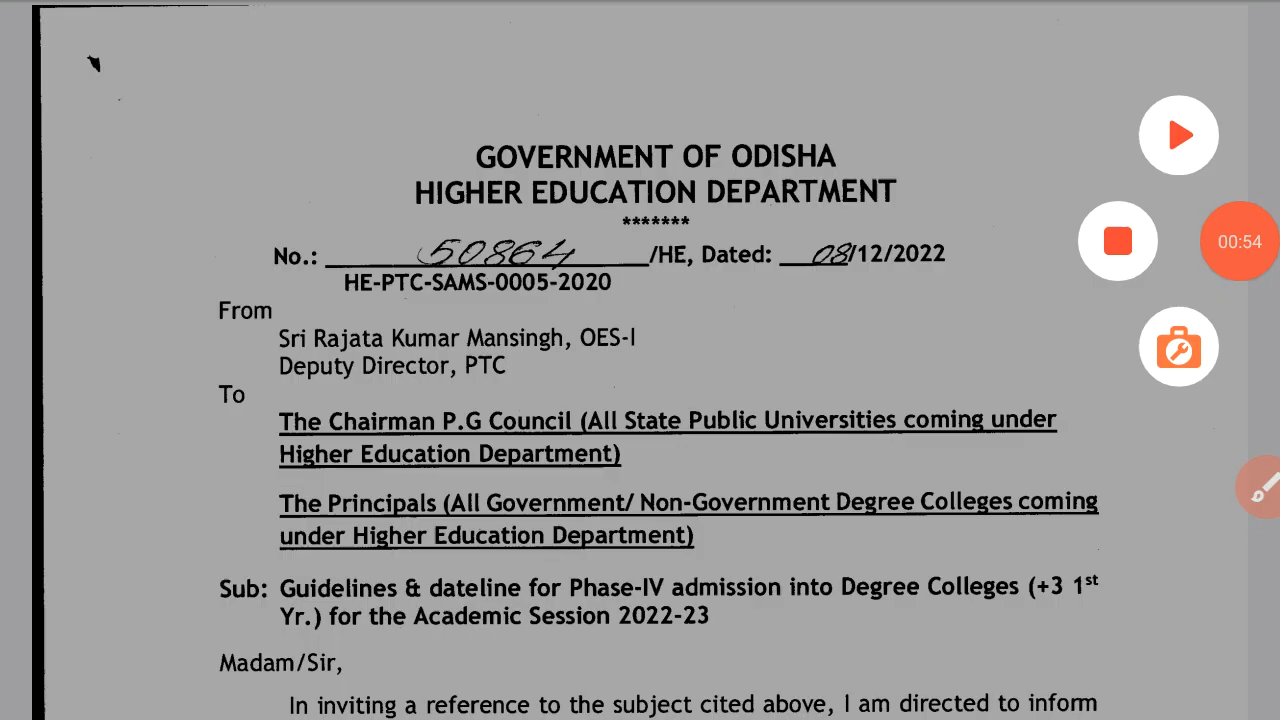 GOVERNMENT OF ODISHA
HIGHER EDUCATION DEPARTMENT
*******
No.: 50864 /HE, Dated: 08/12/2022
HE-PTC-SAMS-0005-2020
From
Sri Rajata Kumar Mansingh, OES-I
Deputy Director, PTC
To
The Chairman P.G Council (All State Public Universities coming under
Higher Education Department)
The Principals (All Government/ Non-Government Degree Colleges coming
under Higher Education Department)
Sub: Guidelines & dateline for Phase-IV admission into Degree Colleges (+3 1st
Yr.) for the Academic Session 2022-23
Madam/Sir,
In inviting a reference to the subject cited above, I am directed to inform
00:54